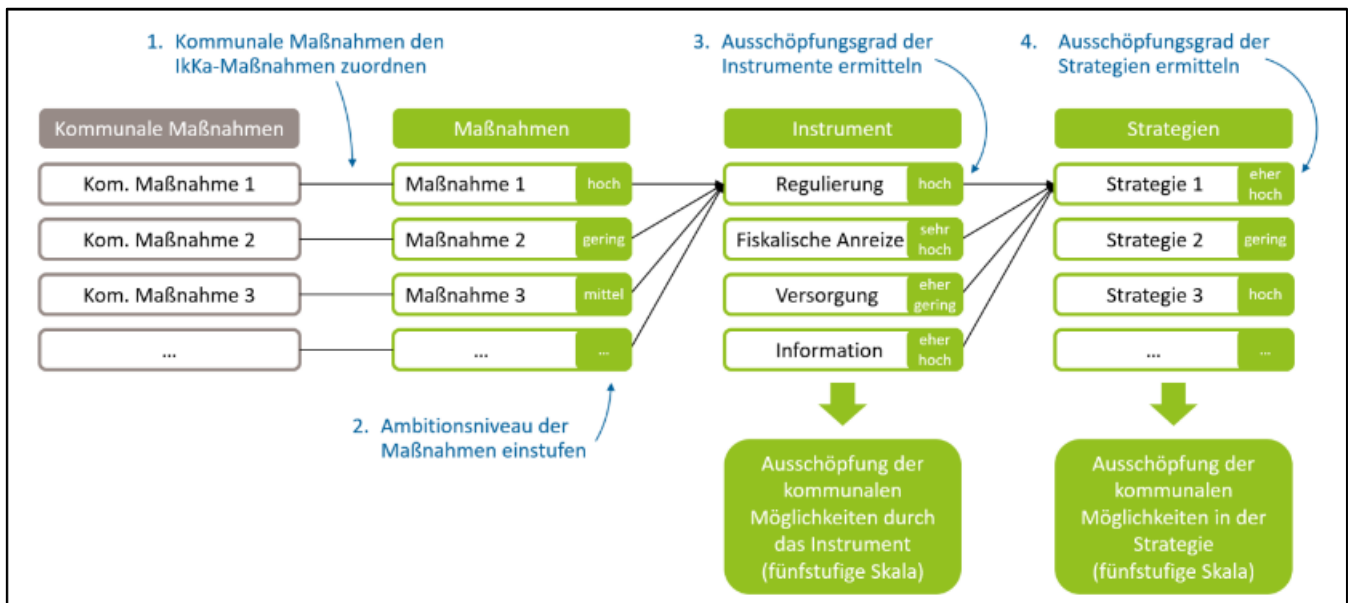 1. Kommunale Maßnahmen den
IkKa-Maßnahmen zuordnen
3. Ausschöpfungsgrad der
Instrumente ermitteln
4. Ausschöpfungsgrad der
Strategien ermitteln
Kommunale Maßnahmen
Maßnahmen
Instrument
Strategien
Kom. Maßnahme 1
Maßnahme 1
hoch
Regulierung
hoch
Strategie 1
eher
hoch
Kom. Maßnahme 2
Maßnahme 2
gering
Fiskalische Anreize
sehr
hoch
Strategie 2
gering
Kom. Maßnahme 3
Maßnahme 3
mittel
Versorgung
eher
gering
Strategie 3
hoch
...
...
...
Information
eher
hoch
...
...
2. Ambitionsniveau der
Maßnahmen einstufen
Ausschöpfung der
kommunalen
Möglichkeiten durch
das Instrument
(fünfstufige Skala)
Ausschöpfung der
kommunalen
Möglichkeiten in der
Strategie
(fünfstufige Skala)